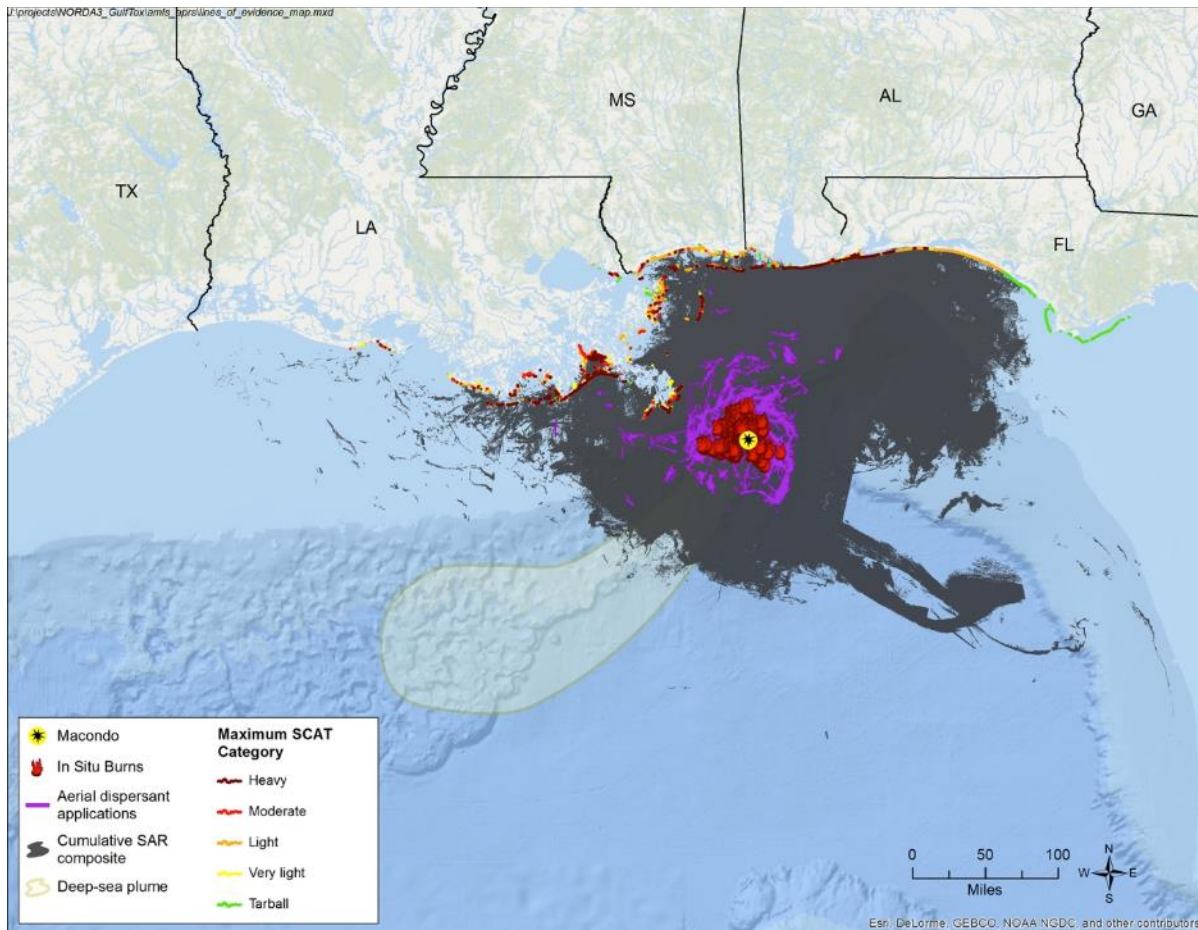 J:\projects\NORDA3_GulfTox\amls_aprs\lines_of_evidence_map.mxd
MS
AL
GA
TX
LA
FL
Macondo
In Situ Burns
Aerial dispersant
applications
Cumulative SAR
composite
Deep-sea plume
Maximum SCAT
Category
Heavy
Moderate
Light
Very light
Tarball
0 50 100
Miles
N
W E
S
Esri, DeLorme, GEBCO, NOAA NGDC, and other contributors